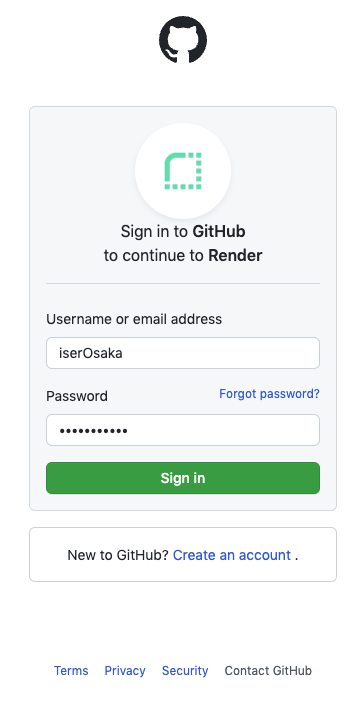 Sign in to GitHub
to continue to Render
Username or email address
iserOsaka
Password Forgot password?
•••••••••••
Sign in
New to GitHub? Create an account .
Terms Privacy Security Contact GitHub